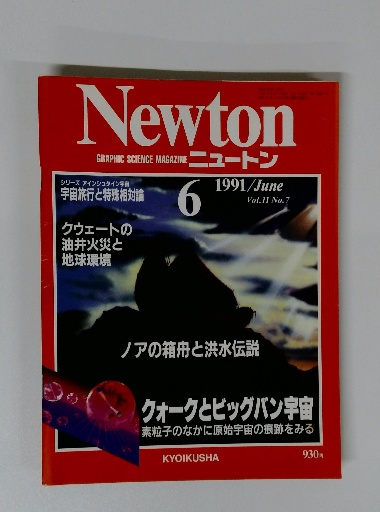 Newton
GRAPHIC SCIENCE MAGAZINE ニュートン
シリーズ アインシュタイン宇宙
宇宙旅行と特殊相対論
6
1991/June
Vol.11 No.7
クウェートの
油井火災と
地球環境
ノアの箱舟と洪水伝説
クォークとビッグバン宇宙
素粒子のなかに原始宇宙の痕跡をみる
KYOIKUSHA
930円